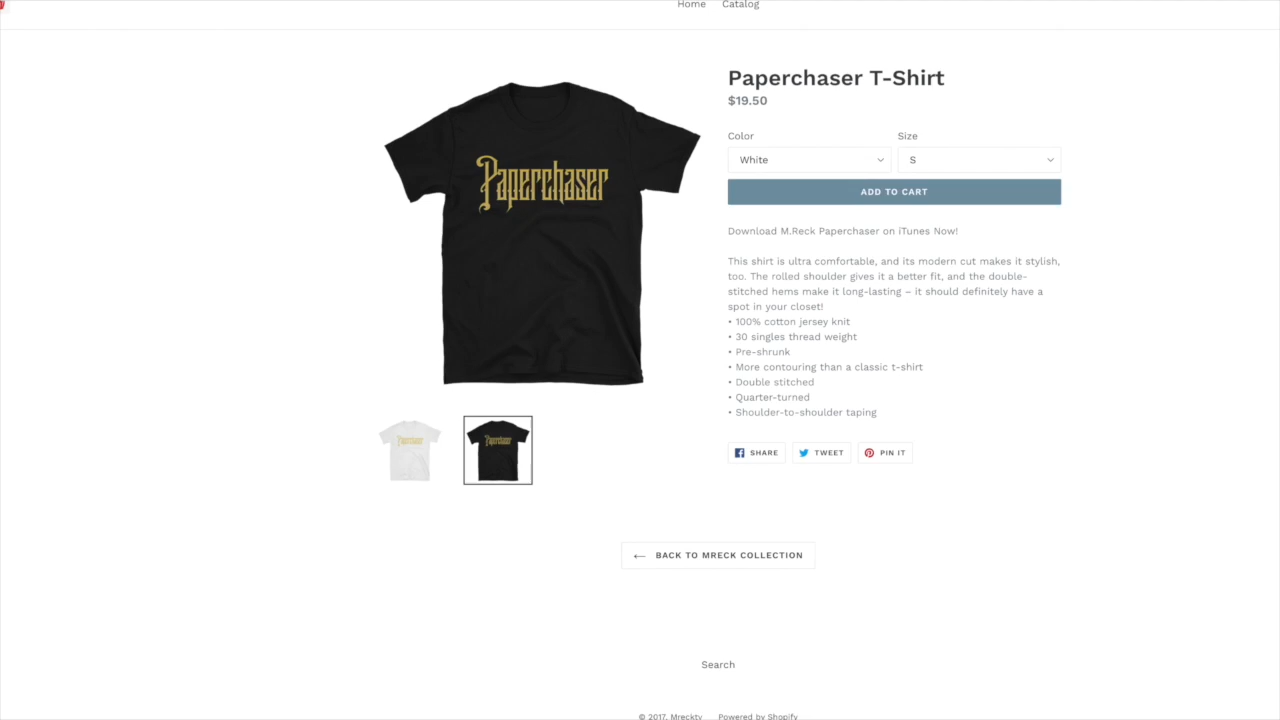 Home Catalog
Paperchaser T-Shirt
$19.50
Color Size
White S
ADD TO CART
Paperchaser
Download M.Reck Paperchaser on iTunes Now!
This shirt is ultra comfortable, and its modern cut makes it stylish,
too. The rolled shoulder gives it a better fit, and the double-
stitched hems make it long-lasting – it should definitely have a
spot in your closet!
• 100% cotton jersey knit
• 30 singles thread weight
• Pre-shrunk
• More contouring than a classic t-shirt
• Double stitched
• Quarter-turned
• Shoulder-to-shoulder taping
Paperchaser Paperchaser
SHARE TWEET PIN IT
BACK TO MRECK COLLECTION
Search
© 2017, Mrecktv Powered by Shopify